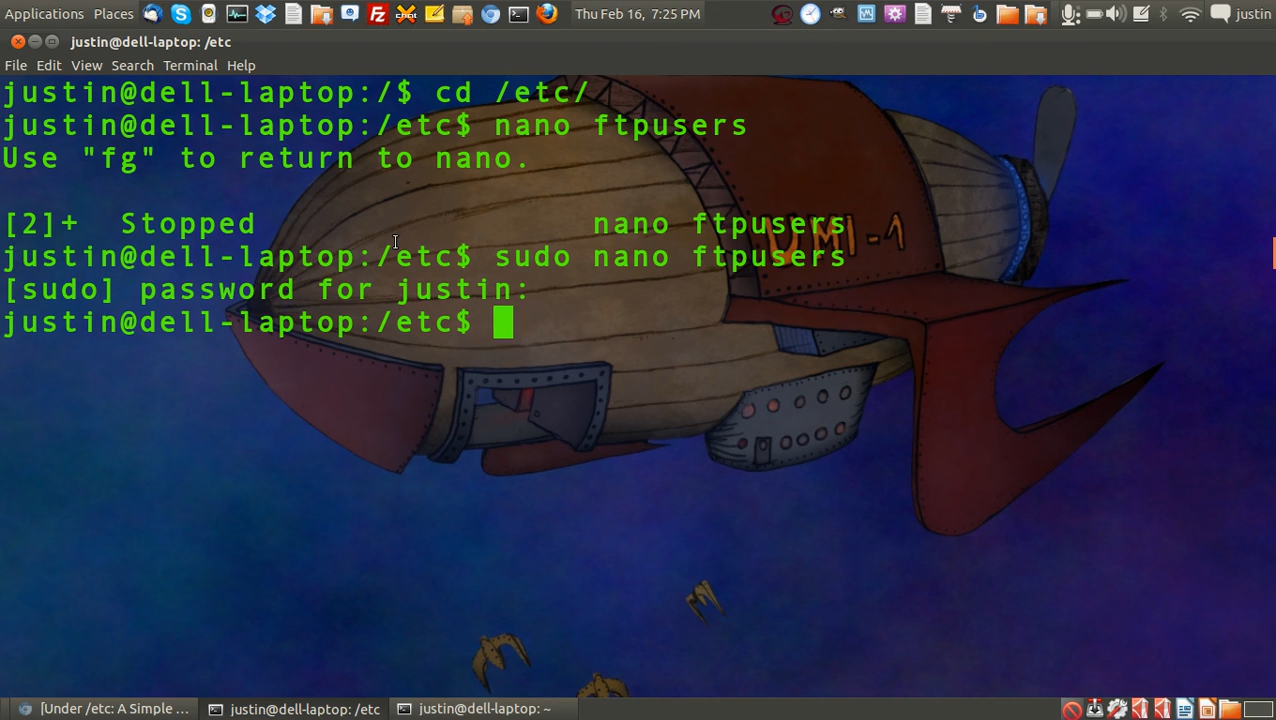 Applications Places
Thu Feb 16, 7:25 PM
justin
justin@dell-laptop: /etc
File Edit View Search Terminal Help
justin@dell-laptop:/$ cd /etc/
justin@dell-laptop:/etc$ nano ftpusers
Use "fg" to return to nano.
[2]+ Stopped nano ftpusers
justin@dell-laptop:/etc$ sudo nano ftpusers
[sudo] password for justin:
justin@dell-laptop:/etc$
UMI-1
[Under /etc: A Simple ...
justin@dell-laptop: /etc
justin@dell-laptop: ~